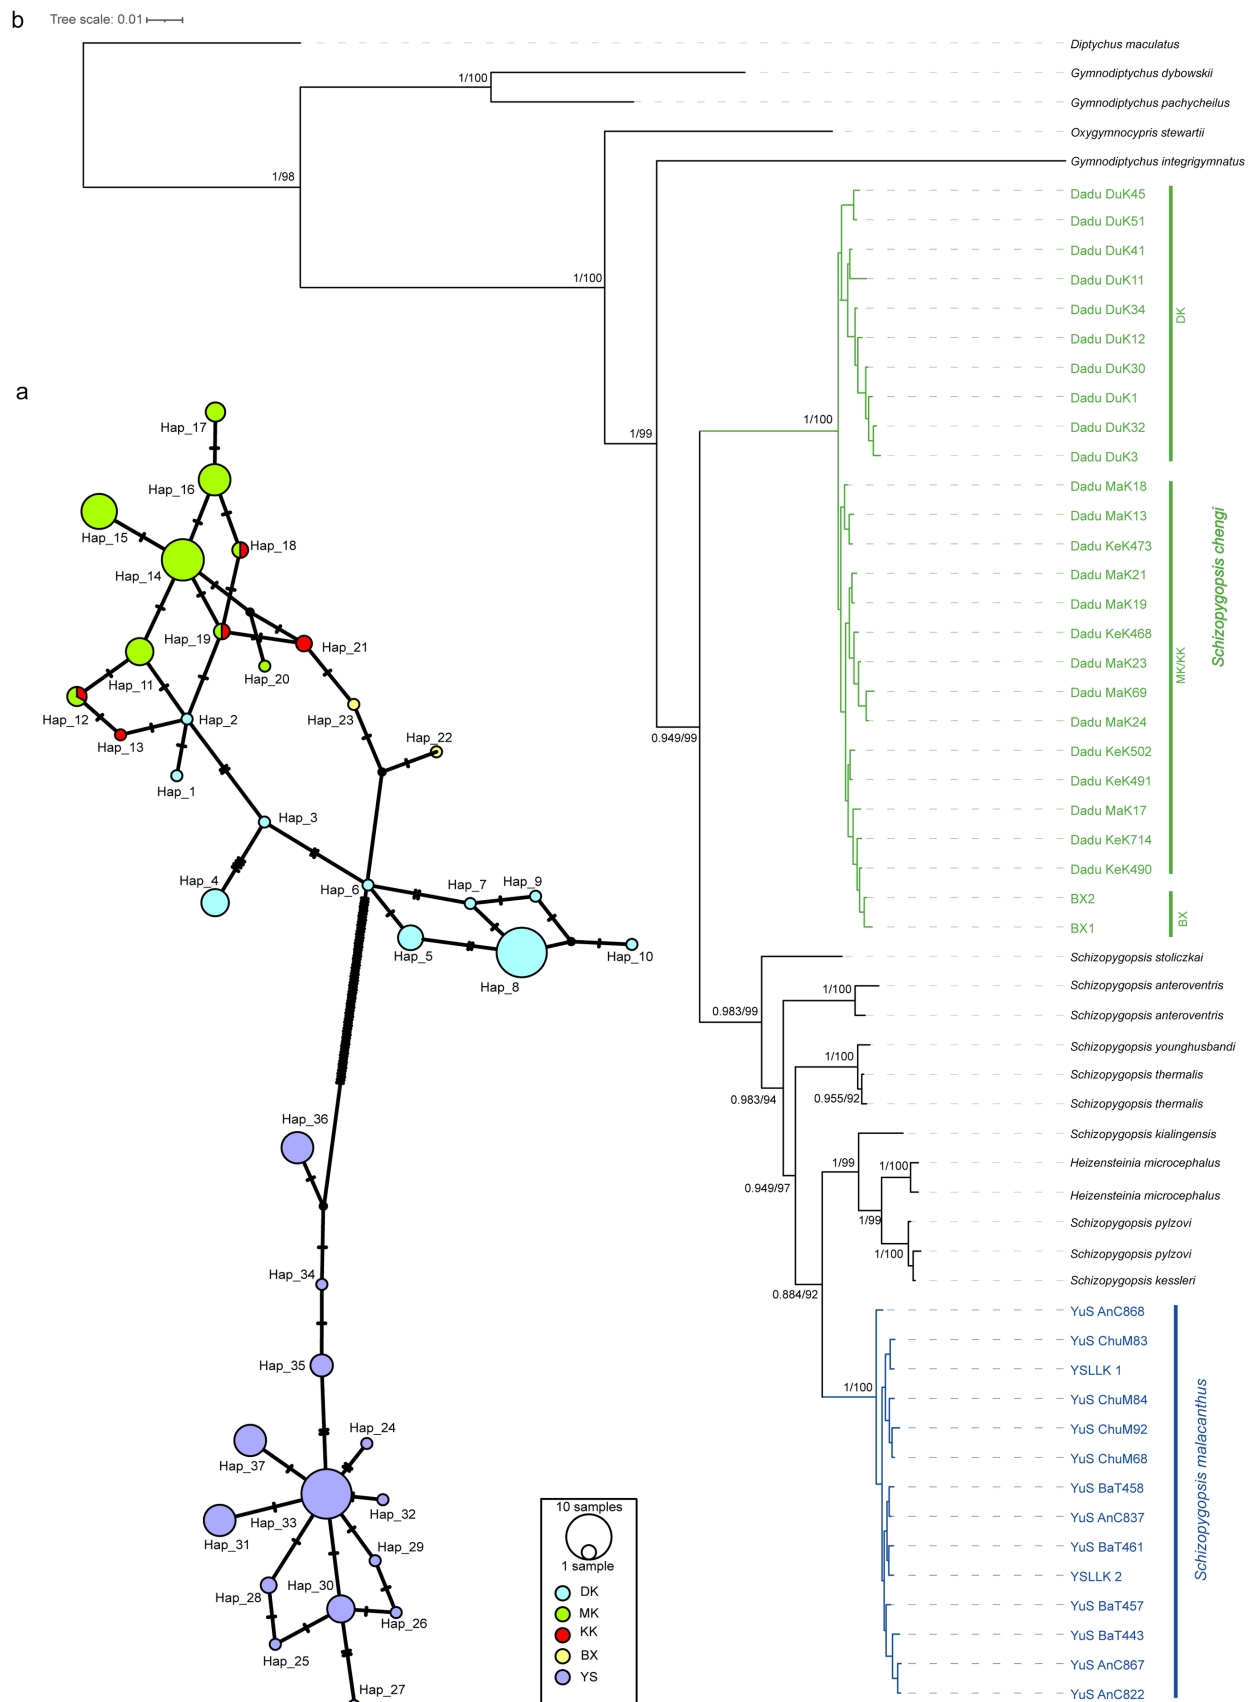 b
Tree scale: 0.01
Diptychus maculatus
Gymnodiptychus dybowskii
1/100
Gymnodiptychus pachycheilus
Oxygymnocypris stewartii
Gymnodiptychus integrigymnatus
1/98
1/100
1/99
0.949/99
1/100
Dadu DuK45
Dadu DuK51
Dadu DuK41
Dadu DuK11
Dadu DuK34
Dadu DuK12
Dadu DuK30
Dadu DuK1
Dadu DuK32
Dadu DuK3
DK
Dadu MaK18
Dadu MaK13
Dadu KeK473
Dadu MaK21
Dadu MaK19
Dadu KeK468
Dadu MaK23
Dadu MaK69
Dadu MaK24
Dadu KeK502
Dadu KeK491
Dadu MaK17
Dadu KeK714
Dadu KeK490
MK/KK
BX2
BX1
BX
Schizopygopsis chengi
Schizopygopsis stoliczkai
0.983/99
1/100
Schizopygopsis anteroventris
Schizopygopsis anteroventris
0.983/94
1/100
Schizopygopsis younghusbandi
Schizopygopsis thermalis
0.955/92
Schizopygopsis thermalis
0.949/97
Schizopygopsis kialingensis
1/99
1/100
Heizensteinia microcephalus
Heizensteinia microcephalus
1/99
Schizopygopsis pylzovi
1/100
Schizopygopsis pylzovi
Schizopygopsis kessleri
0.884/92
1/100
YuS AnC868
YuS ChuM83
YSLLK 1
YuS ChuM84
YuS ChuM92
YuS ChuM68
YuS BaT458
YuS AnC837
YuS BaT461
YSLLK 2
YuS BaT457
YuS BaT443
YuS AnC867
YuS AnC822
Schizopygopsis malacanthus
a
Hap_17
Hap_16
Hap_15
Hap_18
Hap_14
Hap_19
Hap_21
Hap_20
Hap_11
Hap_12
Hap_13
Hap_2
Hap_23
Hap_22
Hap_1
Hap_3
Hap_4
Hap_6
Hap_7
Hap_9
Hap_5
Hap_8
Hap_10
Hap_36
Hap_34
Hap_35
Hap_24
Hap_37
Hap_32
Hap_33
Hap_31
Hap_29
Hap_28
Hap_30
Hap_26
Hap_25
Hap_27
10 samples
1 sample
DK
MK
KK
BX
YS